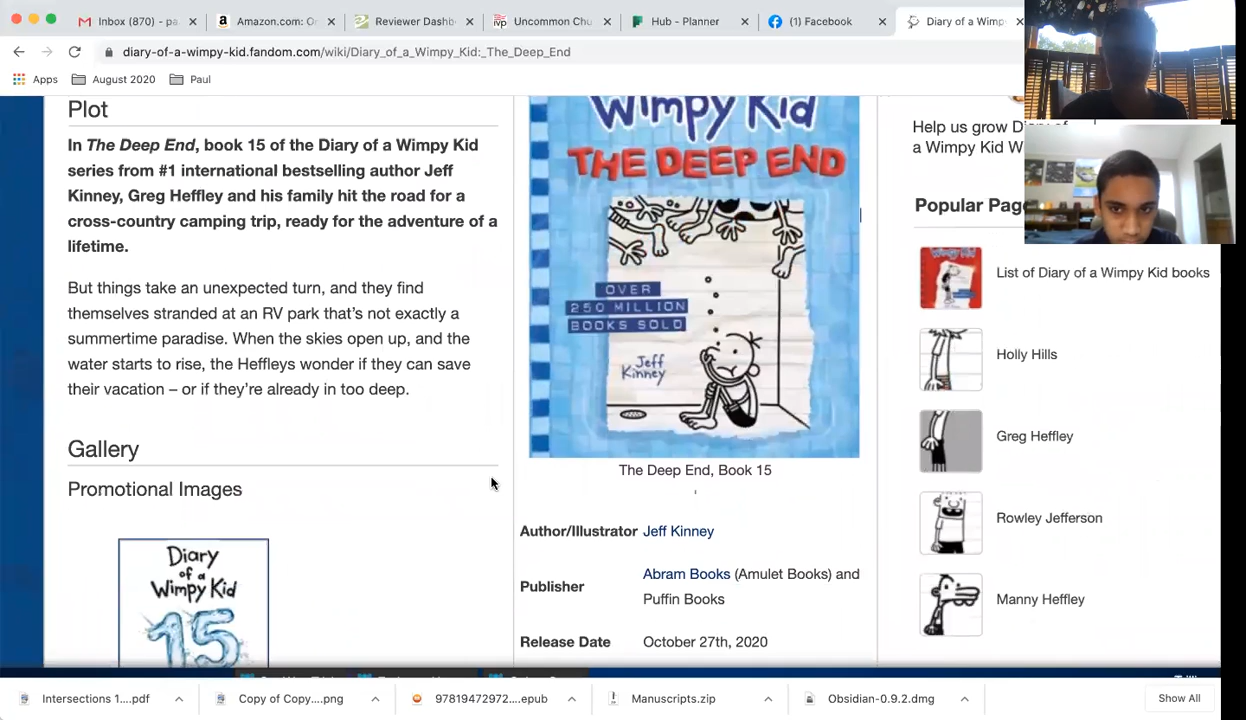 Inbox (870) - pa
Amazon.com: Or
Reviewer Dashb
Uncommon Chu
Hub - Planner
(1) Facebook
Diary of a Wimp
diary-of-a-wimpy-kid.fandom.com/wiki/Diary_of_a_Wimpy_Kid:_The_Deep_End
Apps
August 2020
Paul
Plot
In The Deep End, book 15 of the Diary of a Wimpy Kid
series from #1 international bestselling author Jeff
Kinney, Greg Heffley and his family hit the road for a
cross-country camping trip, ready for the adventure of a
lifetime.
But things take an unexpected turn, and they find
themselves stranded at an RV park that's not exactly a
summertime paradise. When the skies open up, and the
water starts to rise, the Heffleys wonder if they can save
their vacation – or if they're already in too deep.
Gallery
Promotional Images
Diary
of a
Wimpy Kid
15
Wimpy Kid
THE DEEP END
OVER
250 MILLION
BOOKS SOLD
Jeff
Kinney
The Deep End, Book 15
Author/Illustrator Jeff Kinney
Publisher
Abram Books (Amulet Books) and
Puffin Books
Release Date October 27th, 2020
Help us grow Di
a Wimpy Kid W
Popular Pag
List of Diary of a Wimpy Kid books
Holly Hills
Greg Heffley
Rowley Jefferson
Manny Heffley
Intersections 1....pdf
Copy of Copy....png
97819472972....epub
Manuscripts.zip
Obsidian-0.9.2.dmg
Show All